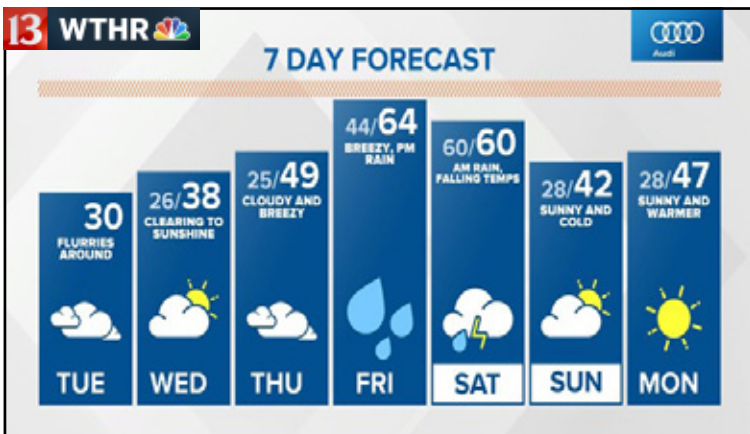 13 WTHR
Audi
7 DAY FORECAST
30
FLURRIES
AROUND
TUE
26/38
CLEARING TO
SUNSHINE
WED
25/49
CLOUDY AND
BREEZY
THU
44/64
BREEZY, PM
RAIN
FRI
60/60
AM RAIN,
FALLING TEMPS
SAT
28/42
SUNNY AND
COLD
SUN
28/47
SUNNY AND
WARMER
MON